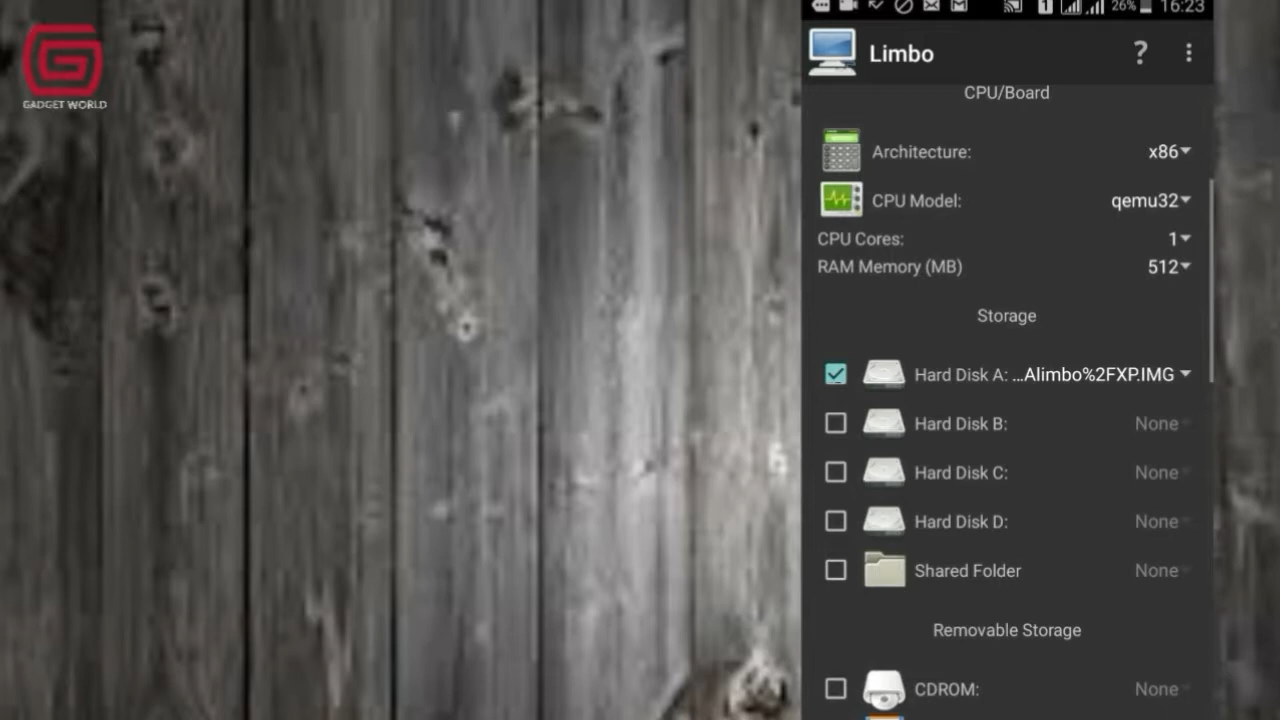 GADGET WORLD
1 26% 16:23
Limbo ?
CPU/Board
Architecture: x86
CPU Model: qemu32
CPU Cores: 1
RAM Memory (MB) 512
Storage
Hard Disk A: ...Alimbo%2FXP.IMG
Hard Disk B: None
Hard Disk C: None
Hard Disk D: None
Shared Folder None
Removable Storage
CDROM: None